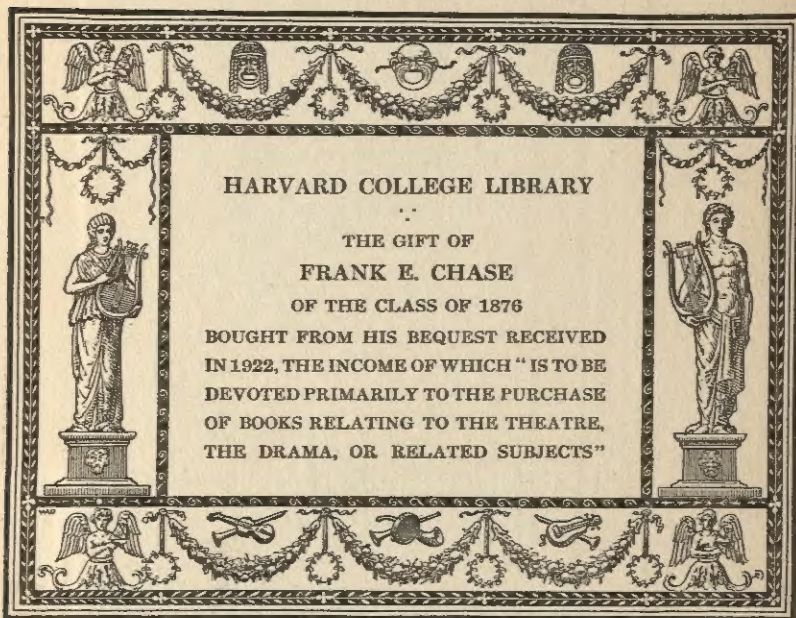 HARVARD COLLEGE LIBRARY
THE GIFT OF
FRANK E. CHASE
OF THE CLASS OF 1876
BOUGHT FROM HIS BEQUEST RECEIVED
IN 1922, THE INCOME OF WHICH "IS TO BE
DEVOTED PRIMARILY TO THE PURCHASE
OF BOOKS RELATING TO THE THEATRE,
THE DRAMA, OR RELATED SUBJECTS"